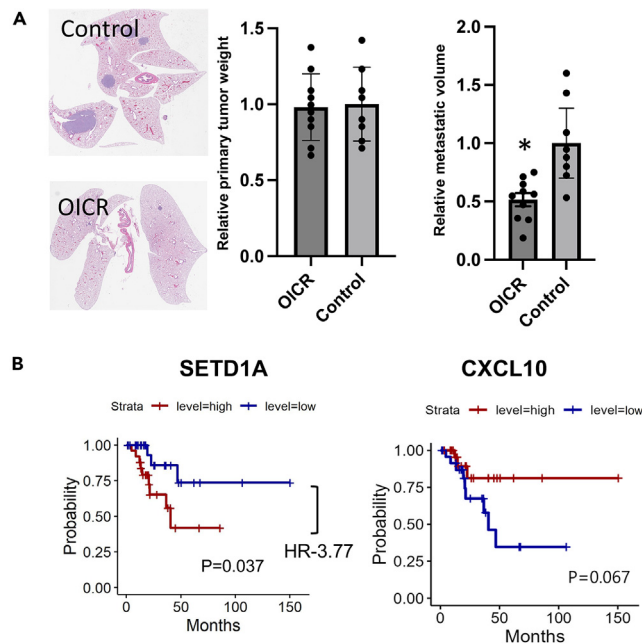 A
Control
OICR
Relative primary tumor weight
1.5
1.0
0.5
0.0
OICR
Control
Relative metastatic volume
2.0
1.5
1.0
0.5
0.0
*
OICR
Control
B
SETD1A
Strata level=high level=low
Probability
1.00
0.75
0.50
0.25
0.00
HR-3.77
P=0.037
0 50 100 150
Months
CXCL10
Strata level=high level=low
Probability
1.00
0.75
0.50
0.25
0.00
P=0.067
0 50 100 150
Months